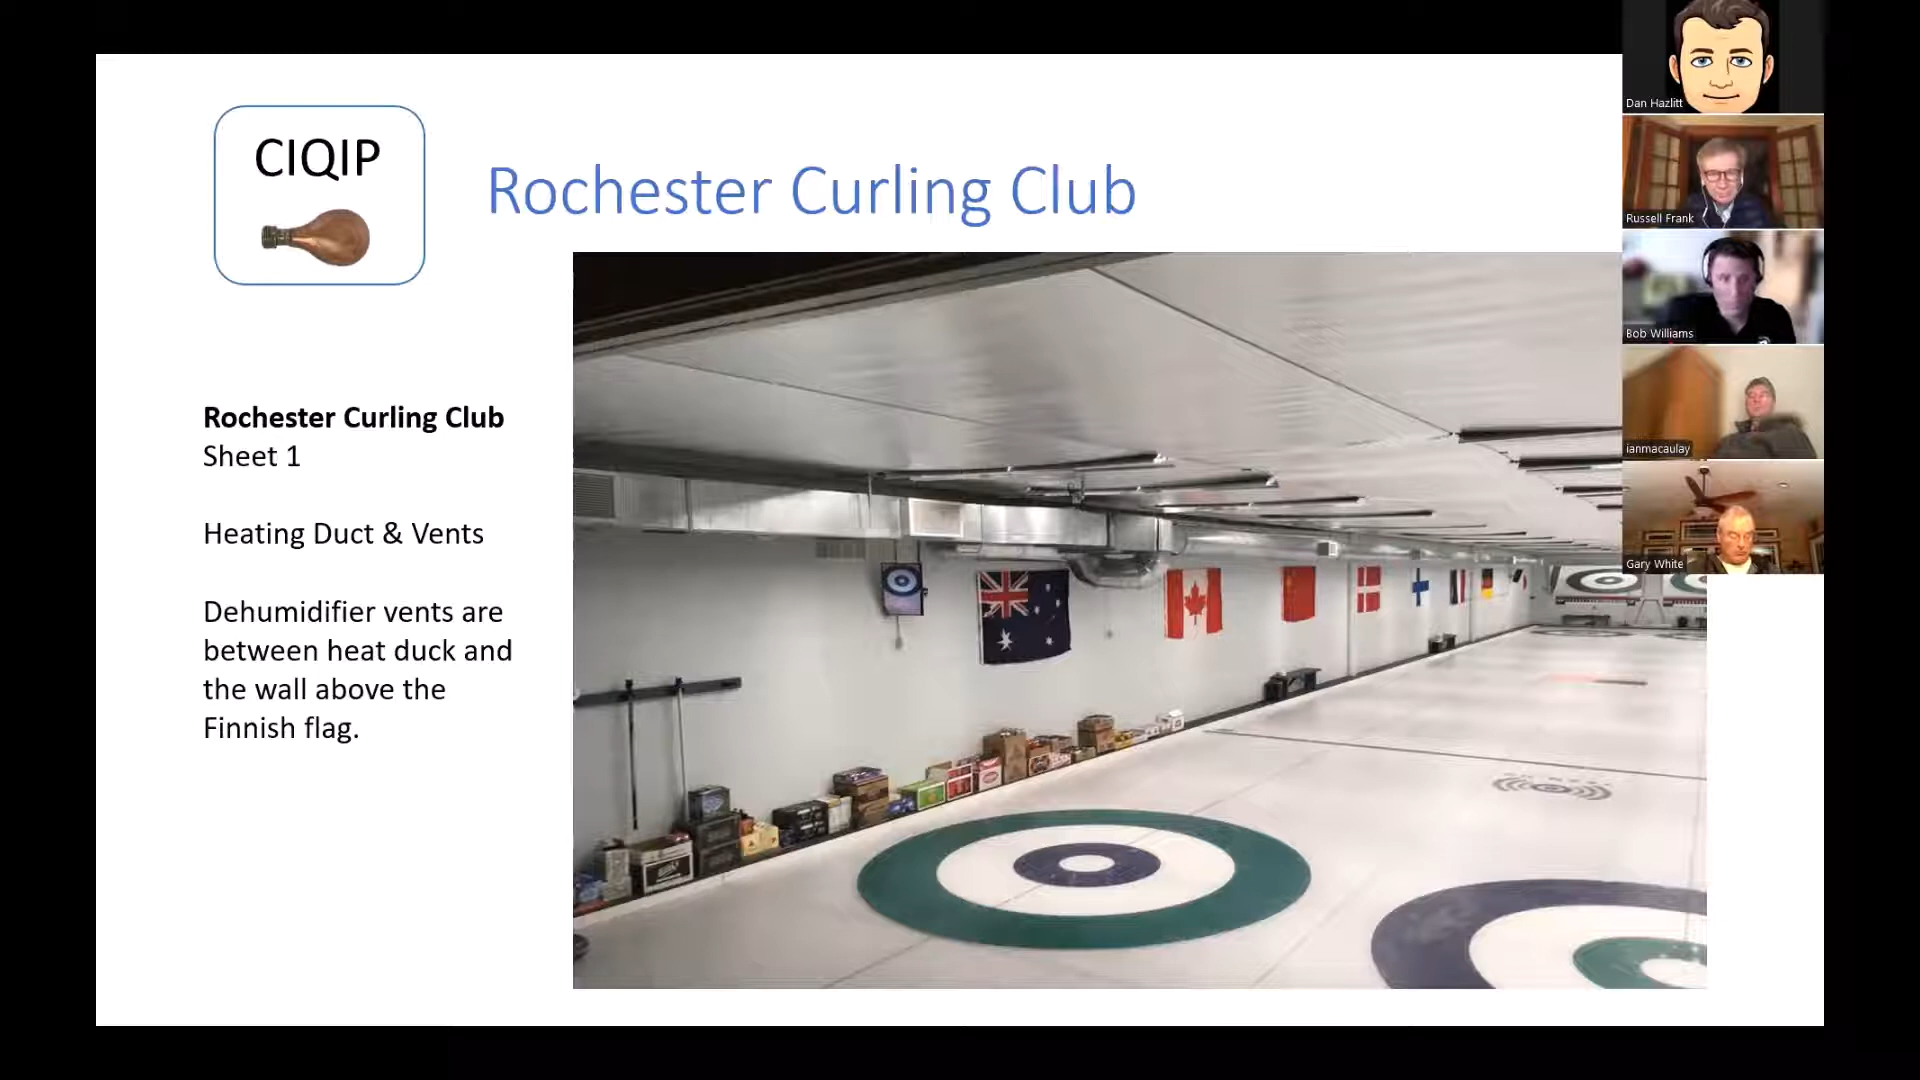 CIQIP
Rochester Curling Club
Rochester Curling Club
Sheet 1
Heating Duct & Vents
Dehumidifier vents are
between heat duck and
the wall above the
Finnish flag.
Dan Hazlitt
Russell Frank
Bob Williams
ianmacaulay
Gary White